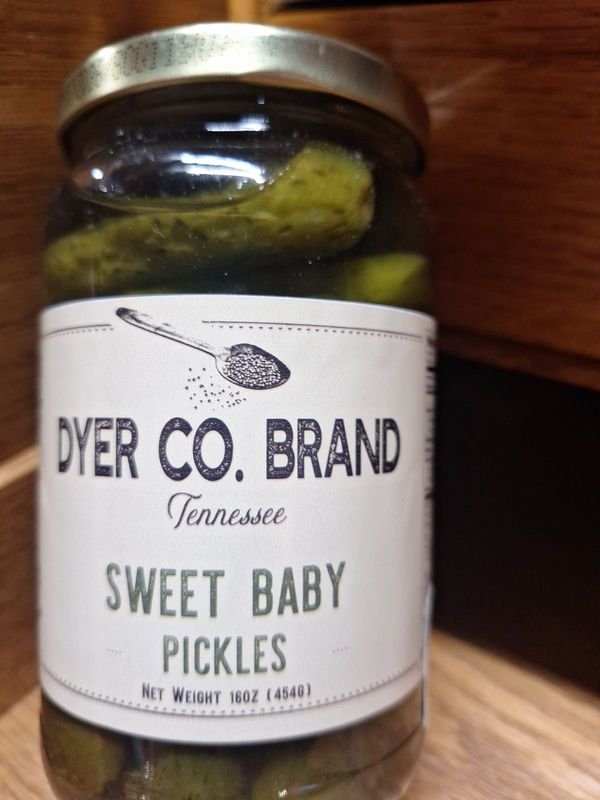 DYER CO. BRAND
Tennessee
SWEET BABY
PICKLES
NET WEIGHT 16OZ (454G)